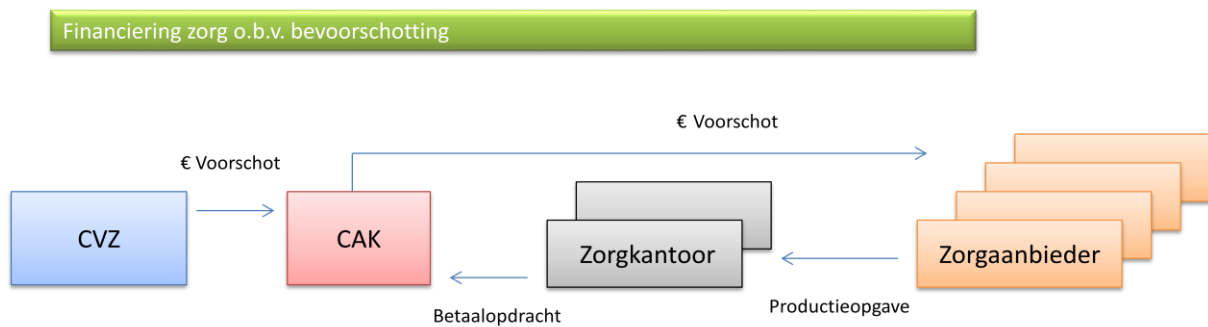 Financiering zorg o.b.v. bevoorschotting
€ Voorschot
€ Voorschot
CVZ
CAK
Zorgkantoor
Zorgaanbieder
Betaalopdracht
Productieopgave